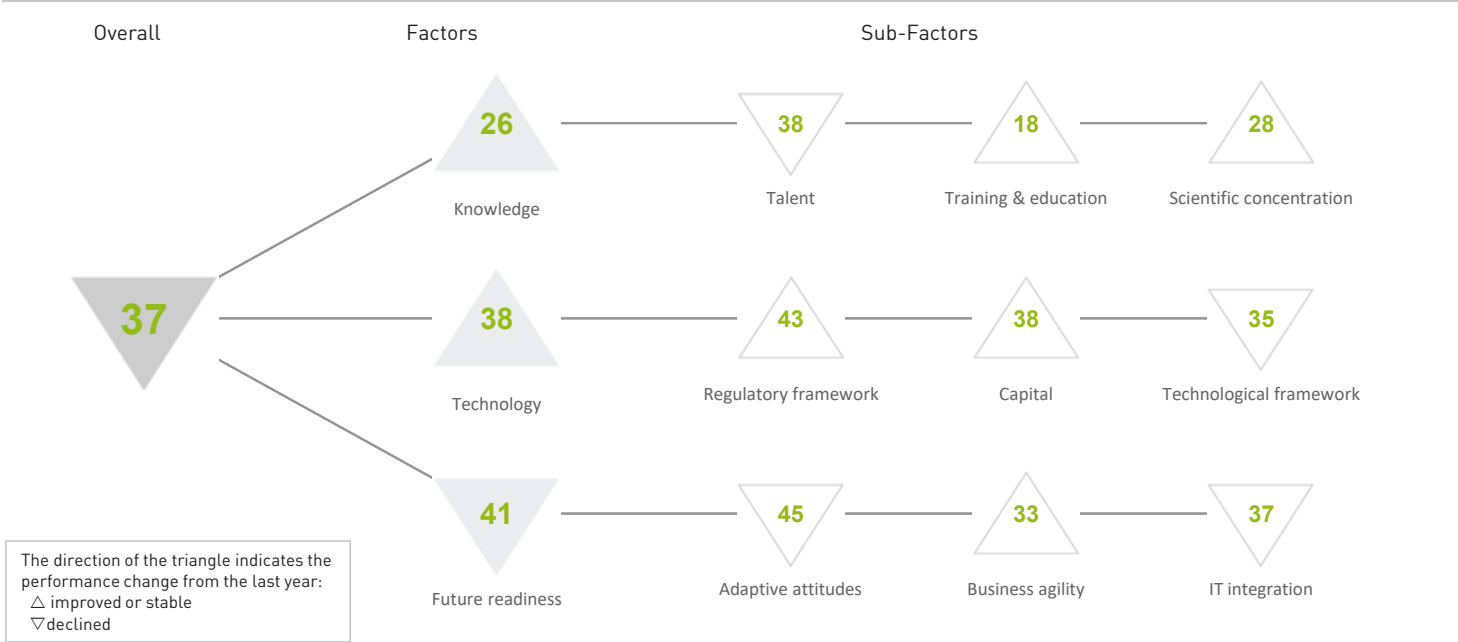 Overall Factors Sub-Factors
26 38 18 28
Knowledge Talent Training & education Scientific concentration
37
38 43 38 35
Technology Regulatory framework Capital Technological framework
41 45 33 37
Future readiness Adaptive attitudes Business agility IT integration
The direction of the triangle indicates the
performance change from the last year:
△ improved or stable
▽ declined